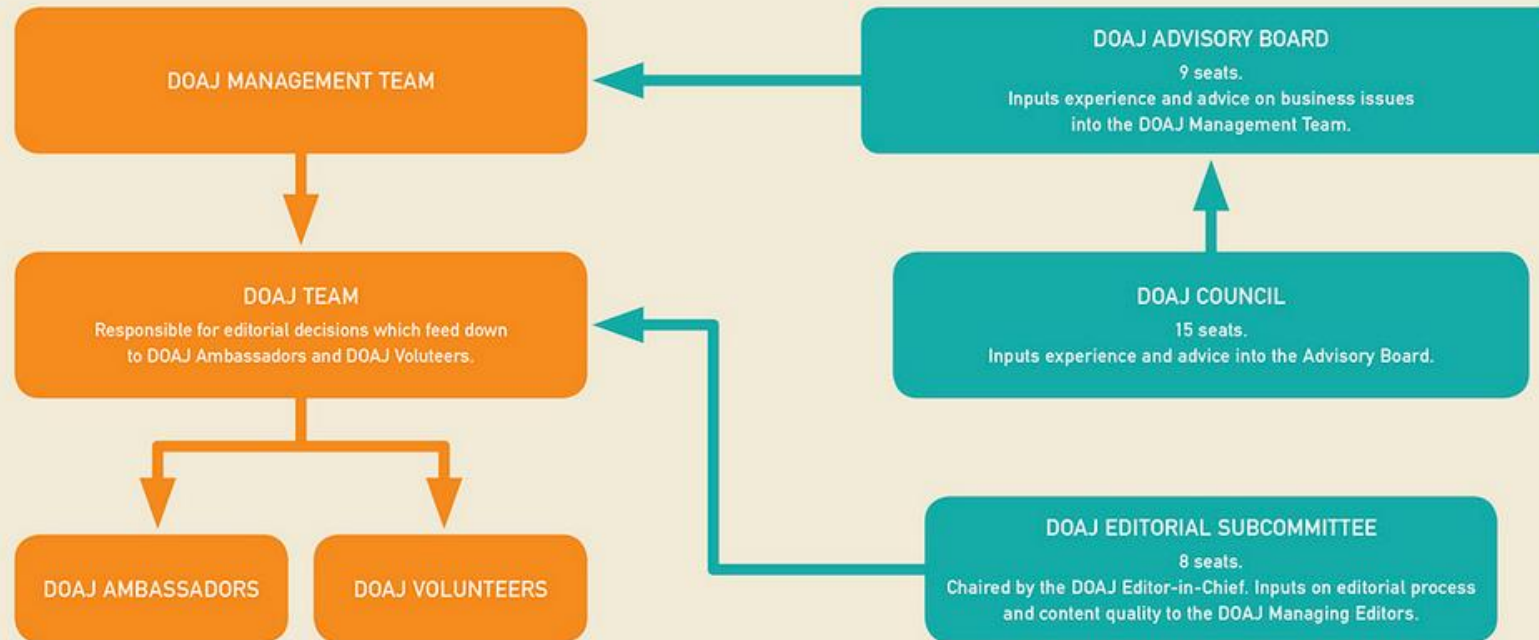 DOAJ MANAGEMENT TEAM
DOAJ ADVISORY BOARD
9 seats.
Inputs experience and advice on business issues
into the DOAJ Management Team.
DOAJ TEAM
Responsible for editorial decisions which feed down
to DOAJ Ambassadors and DOAJ Voluteers.
DOAJ COUNCIL
15 seats.
Inputs experience and advice into the Advisory Board.
DOAJ AMBASSADORS
DOAJ VOLUNTEERS
DOAJ EDITORIAL SUBCOMMITTEE
8 seats.
Chaired by the DOAJ Editor-in-Chief. Inputs on editorial process
and content quality to the DOAJ Managing Editors.